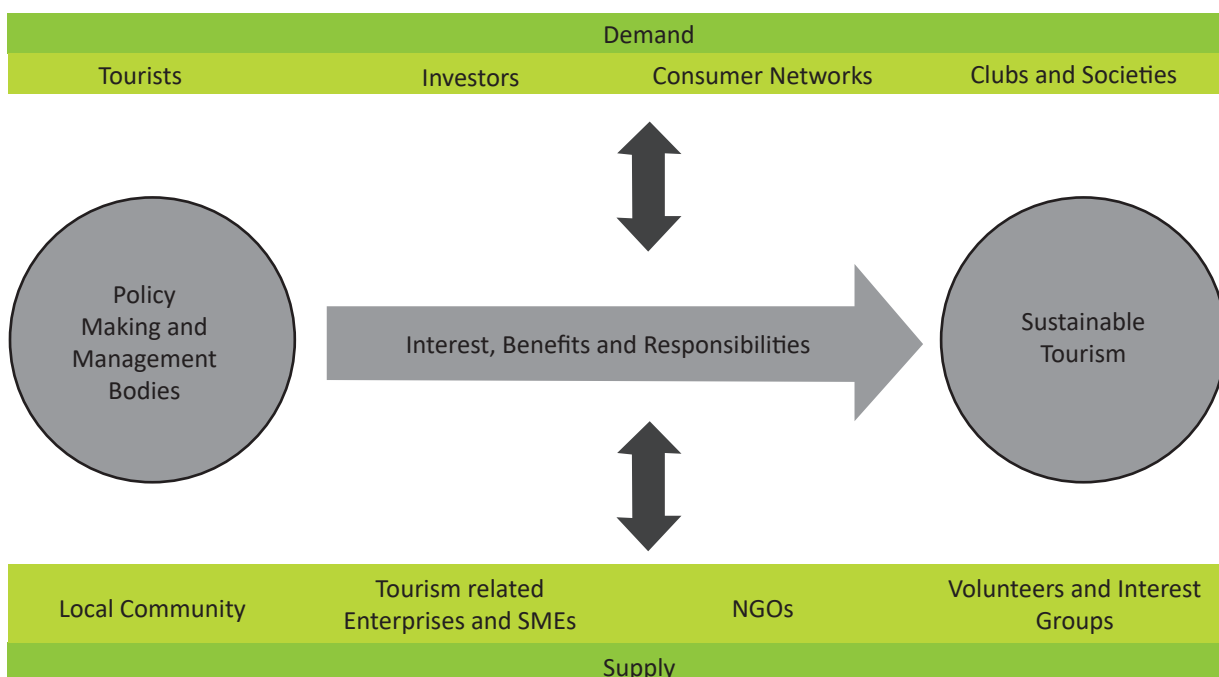 Demand
Tourists
Investors
Consumer Networks
Clubs and Societies
Policy
Making and
Management
Bodies
Interest, Benefits and Responsibilities
Sustainable
Tourism
Local Community
Tourism related
Enterprises and SMEs
NGOs
Volunteers and Interest
Groups
Supply